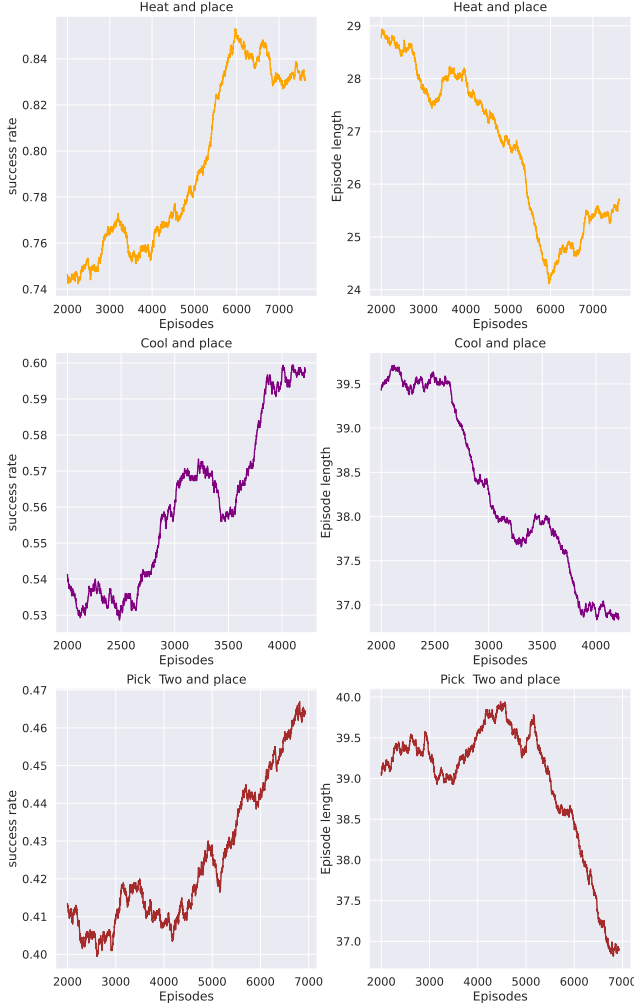 Heat and place
success rate
0.84
0.82
0.80
0.78
0.76
0.74
2000 3000 4000 5000 6000 7000
Episodes
Heat and place
Episode length
29
28
27
26
25
24
2000 3000 4000 5000 6000 7000
Episodes
Cool and place
success rate
0.60
0.59
0.58
0.57
0.56
0.55
0.54
0.53
2000 2500 3000 3500 4000
Episodes
Cool and place
Episode length
39.5
39.0
38.5
38.0
37.5
37.0
2000 2500 3000 3500 4000
Episodes
Pick Two and place
success rate
0.47
0.46
0.45
0.44
0.43
0.42
0.41
0.40
2000 3000 4000 5000 6000 7000
Episodes
Pick Two and place
Episode length
40.0
39.5
39.0
38.5
38.0
37.5
37.0
2000 3000 4000 5000 6000 7000
Episodes